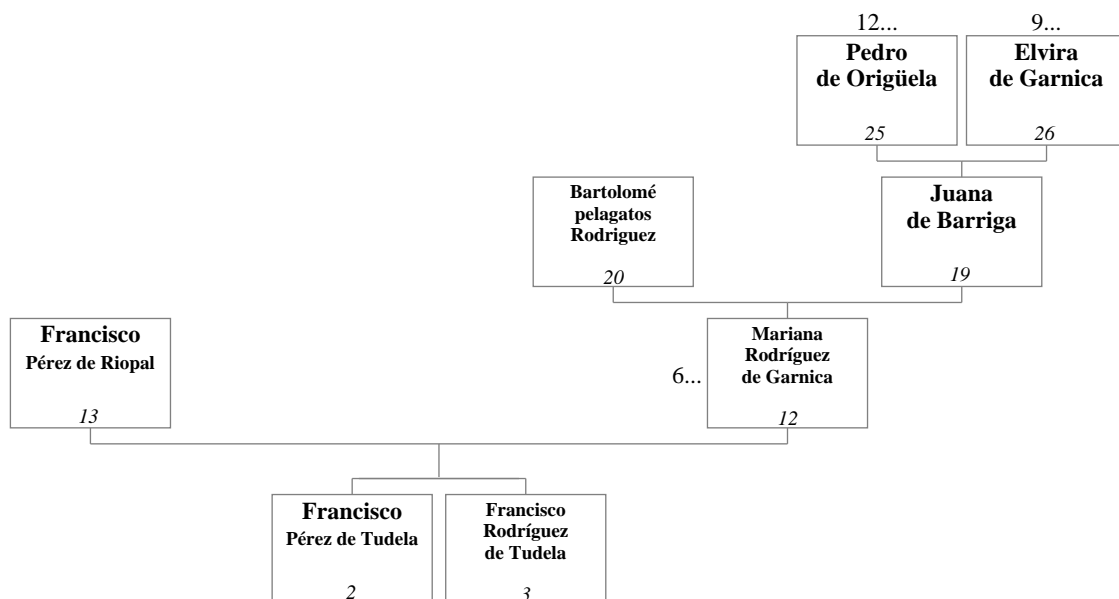 12...
9...
Pedro
de Origüela
25
Elvira
de Garnica
26
Bartolomé
pelagatos
Rodriguez
20
Juana
de Barriga
19
Francisco
Pérez de Riopal
13
6...
Mariana
Rodríguez
de Garnica
12
Francisco
Pérez de Tudela
2
Francisco
Rodríguez
de Tudela
3